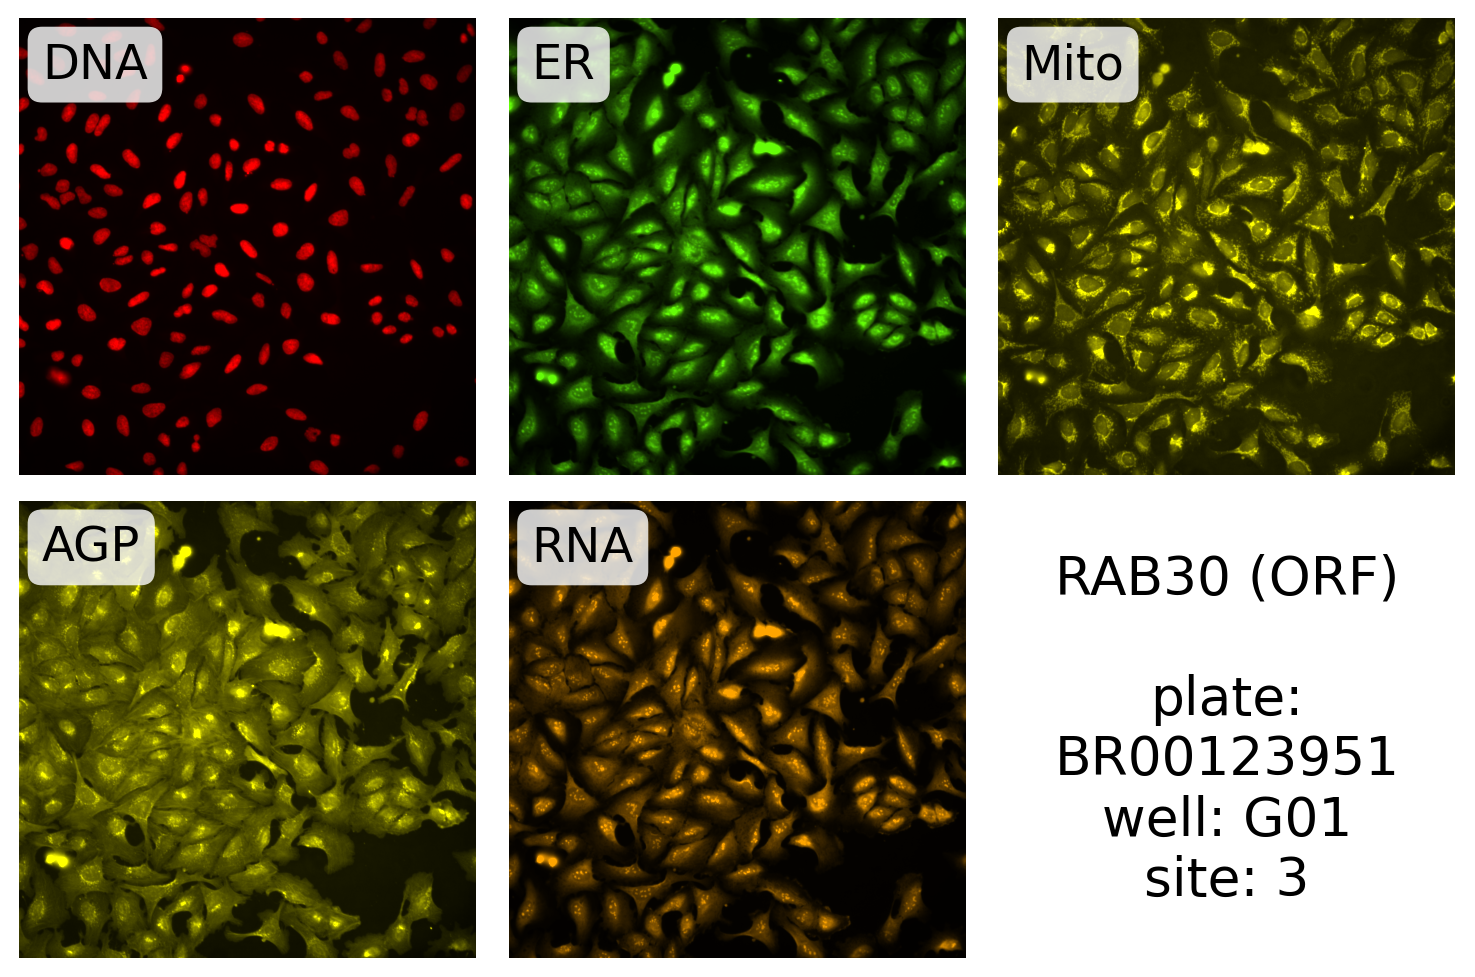 DNA
ER
Mito
AGP
RNA
RAB30 (ORF)
plate:
BR00123951
well: G01
site: 3